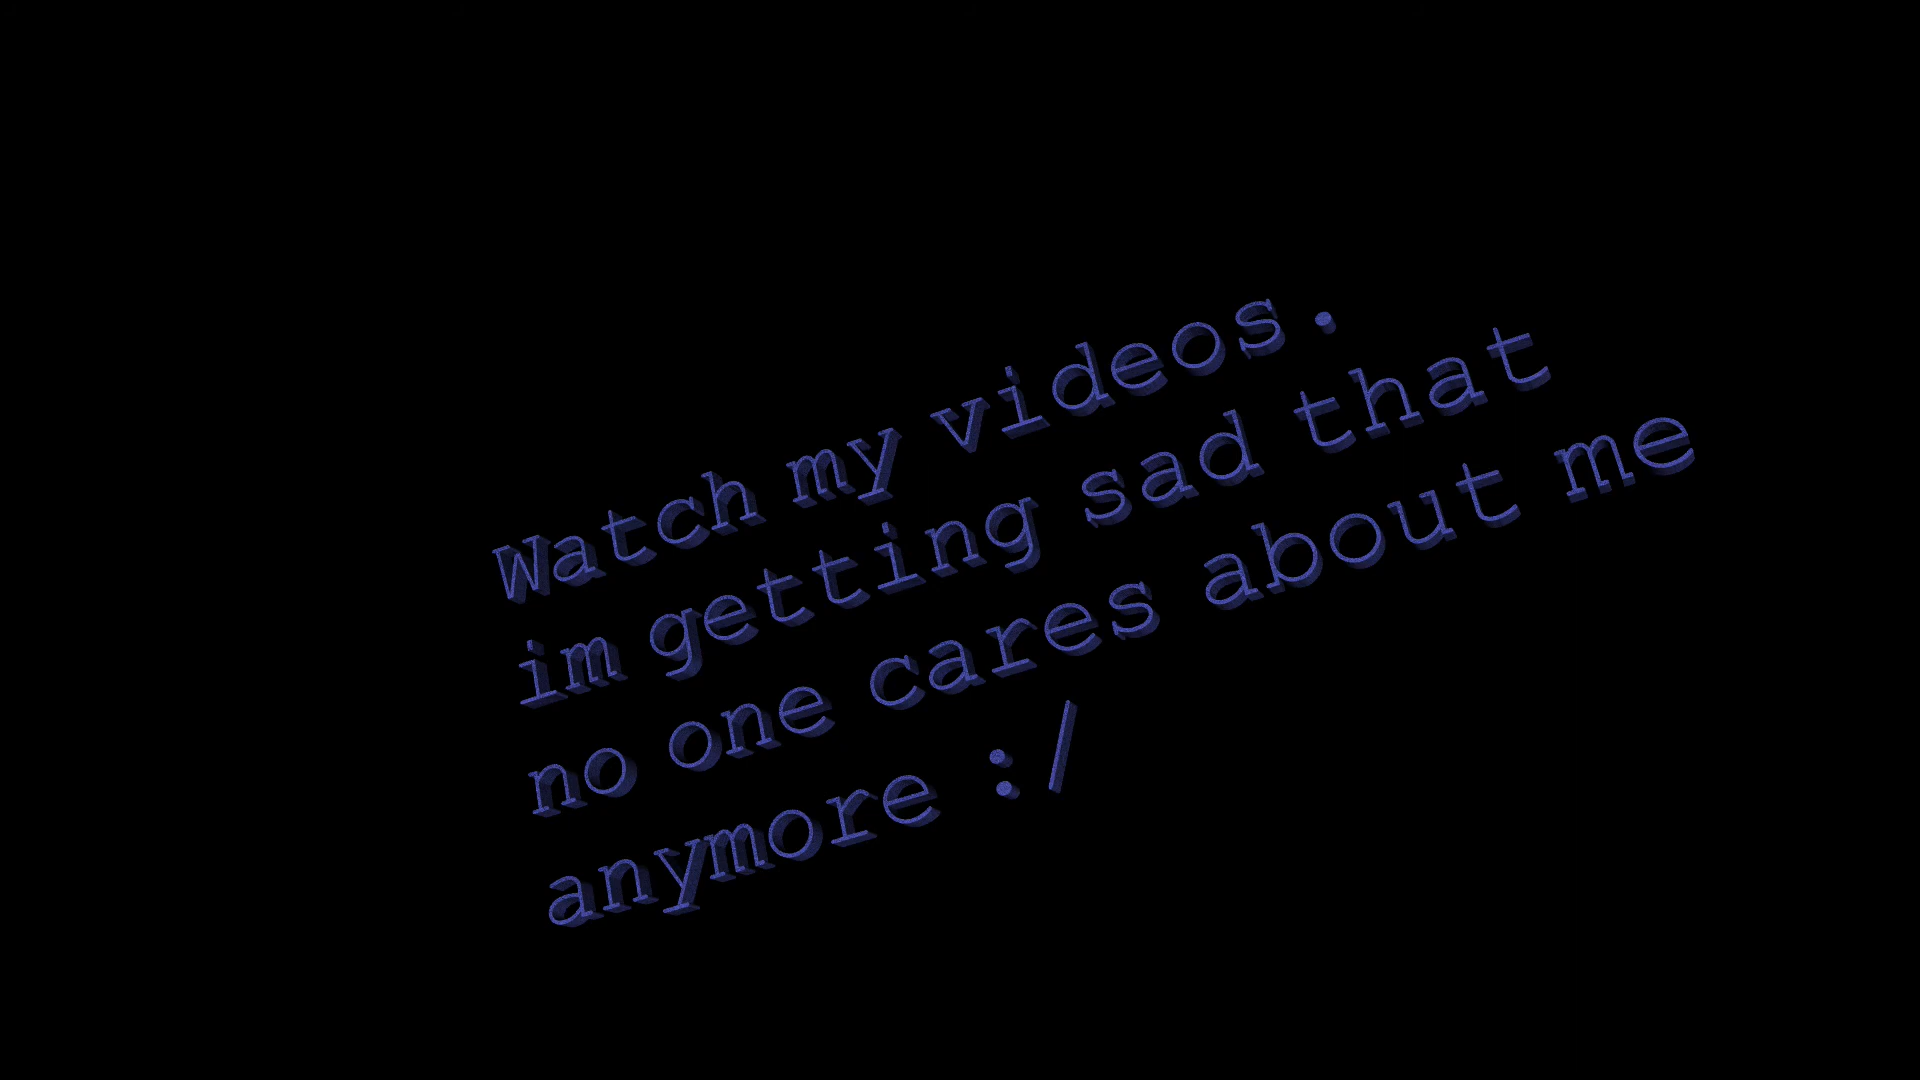 Watch my videos.
im getting sad that
no one cares about me
anymore :/